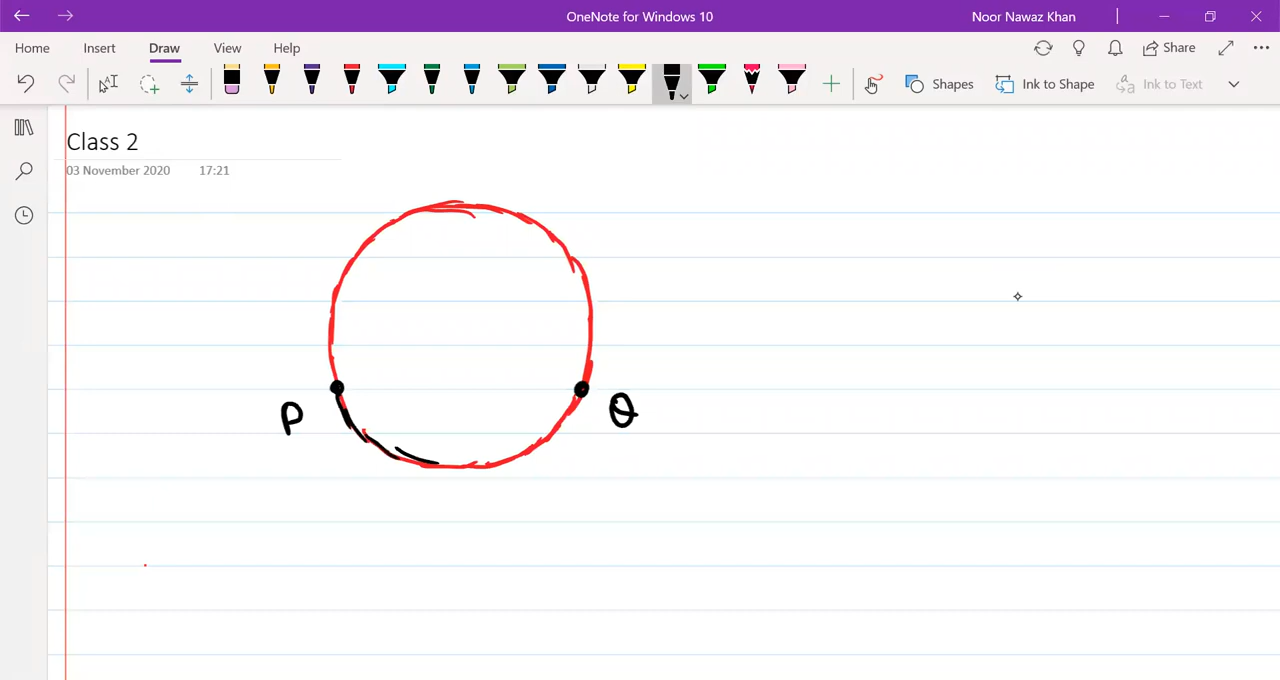 OneNote for Windows 10
Noor Nawaz Khan
Home Insert Draw View Help
Share
Shapes Ink to Shape Ink to Text
Class 2
03 November 2020 17:21
P Q